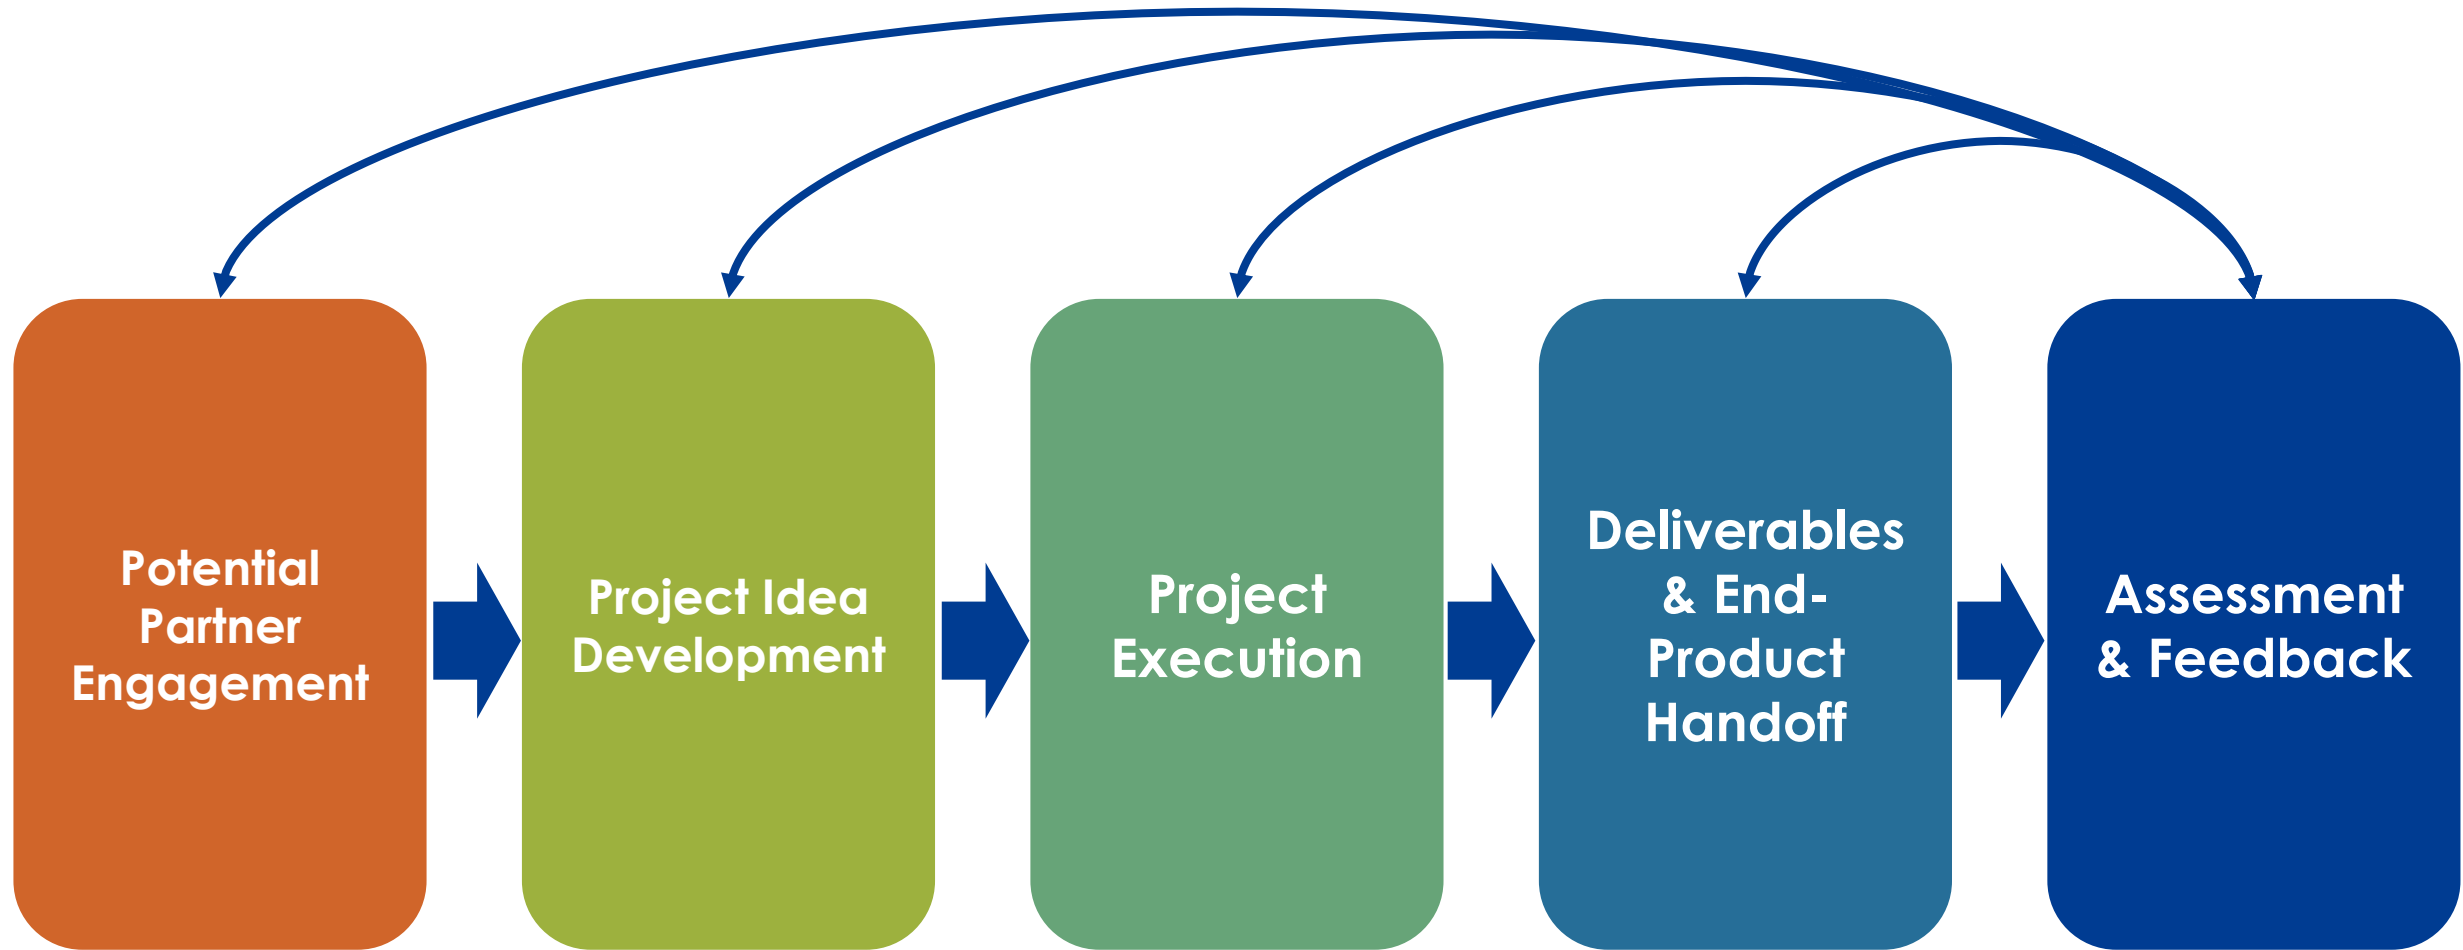 Potential
Partner
Engagement
Project Idea
Development
Project
Execution
Deliverables
& End-
Product
Handoff
Assessment
& Feedback